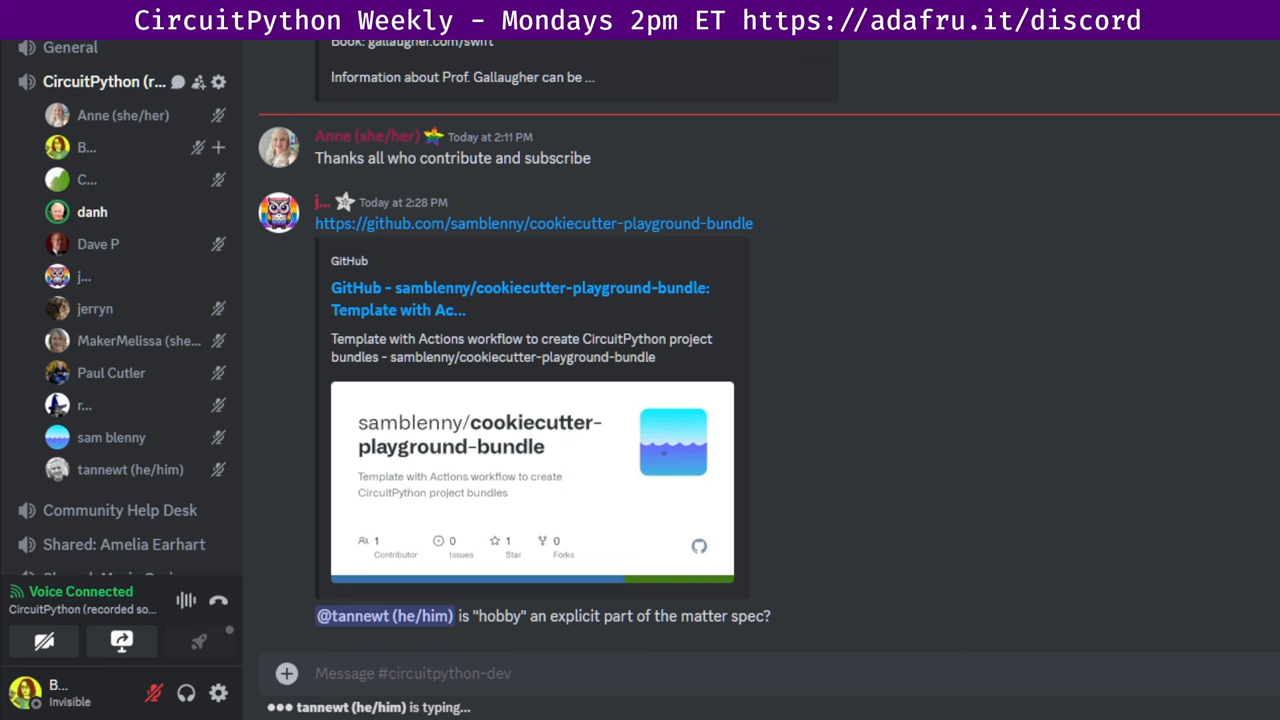 CircuitPython Weekly - Mondays 2pm ET https://adafru.it/discord
General
CircuitPython (r...
Anne (she/her)
B...
C...
danh
Dave P
j...
jerryn
MakerMelissa (she...
Paul Cutler
r...
sam blenny
tannewt (he/him)
Community Help Desk
Shared: Amelia Earhart
Voice Connected
CircuitPython (recorded so...
B...
Invisible
Book: gallaugher.com/swift
Information about Prof. Gallaugher can be ...
Anne (she/her) Today at 2:11 PM
Thanks all who contribute and subscribe
j... Today at 2:28 PM
https://github.com/samblenny/cookiecutter-playground-bundle
GitHub
GitHub - samblenny/cookiecutter-playground-bundle:
Template with Ac...
Template with Actions workflow to create CircuitPython project
bundles - samblenny/cookiecutter-playground-bundle
samblenny/cookiecutter-
playground-bundle
Template with Actions workflow to create
CircuitPython project bundles
1 0 1 0
Contributor Issues Star Forks
@tannewt (he/him) is "hobby" an explicit part of the matter spec?
Message #circuitpython-dev
tannewt (he/him) is typing...